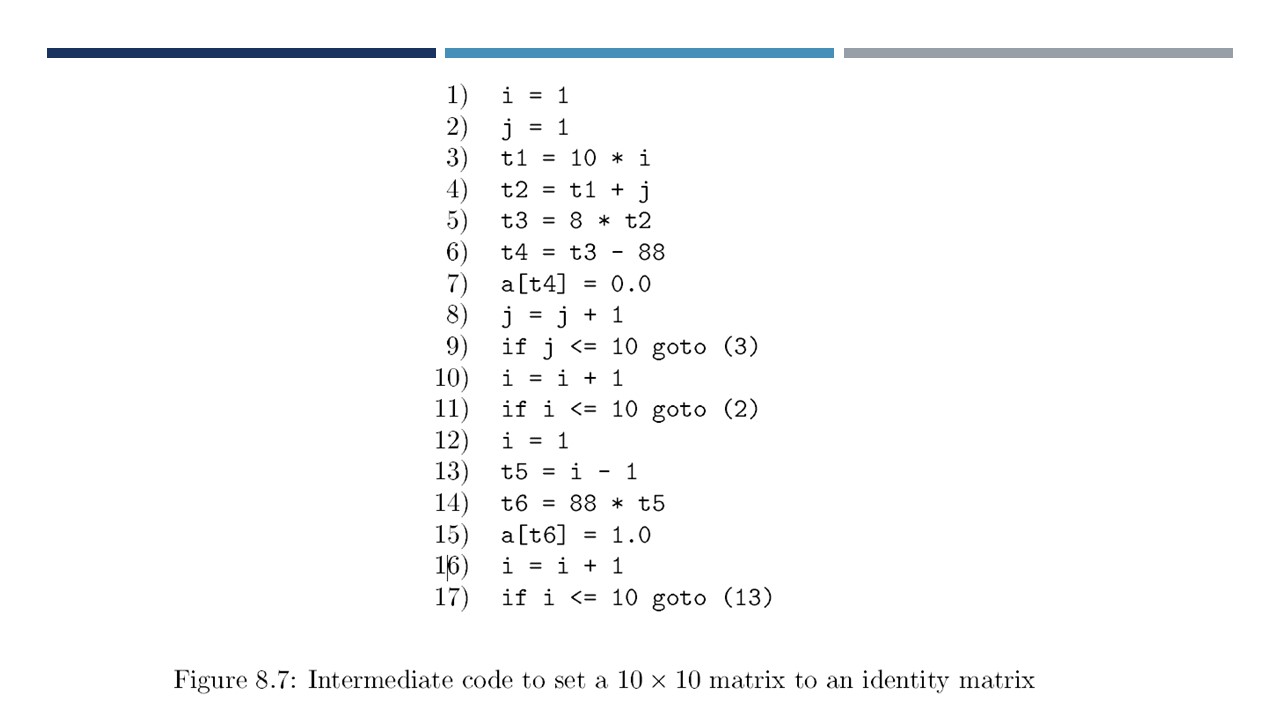 1) i = 1
2) j = 1
3) t1 = 10 * i
4) t2 = t1 + j
5) t3 = 8 * t2
6) t4 = t3 - 88
7) a[t4] = 0.0
8) j = j + 1
9) if j <= 10 goto (3)
10) i = i + 1
11) if i <= 10 goto (2)
12) i = 1
13) t5 = i - 1
14) t6 = 88 * t5
15) a[t6] = 1.0
16) i = i + 1
17) if i <= 10 goto (13)
Figure 8.7: Intermediate code to set a 10 × 10 matrix to an identity matrix